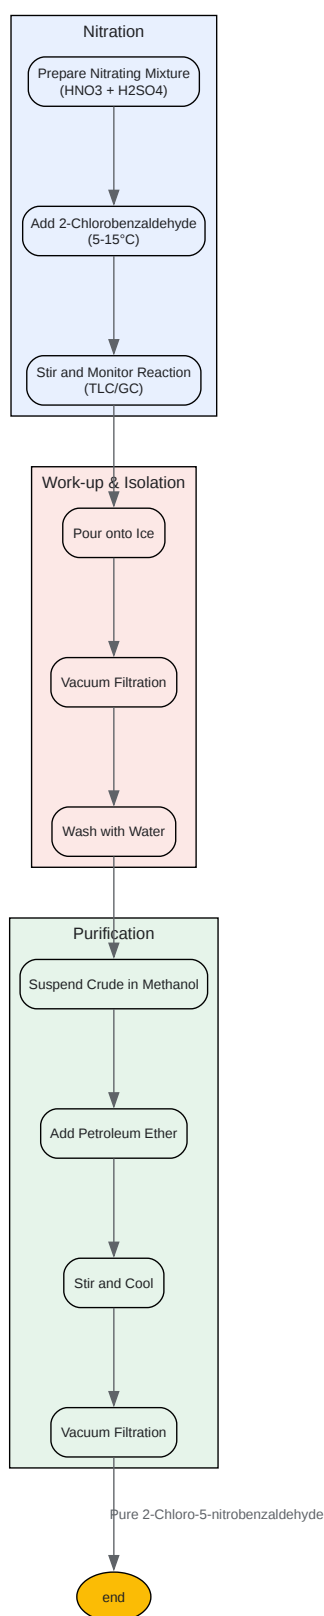 Nitration
Prepare Nitrating Mixture
(HNO3 + H2SO4)
Add 2-Chlorobenzaldehyde
(5-15°C)
Stir and Monitor Reaction
(TLC/GC)
Work-up & Isolation
Pour onto Ice
Vacuum Filtration
Wash with Water
Purification
Suspend Crude in Methanol
Add Petroleum Ether
Stir and Cool
Vacuum Filtration
Pure 2-Chloro-5-nitrobenzaldehyde
end